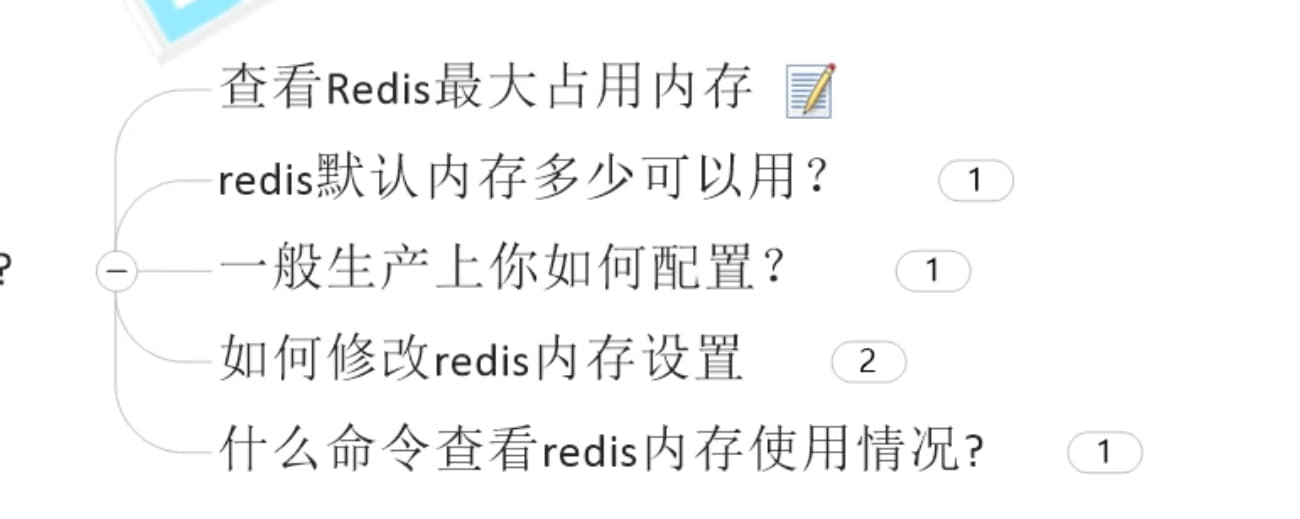 查看Redis最大占用内存
redis默认内存多少可以用？ 1
? 一般生产上你如何配置？ 1
如何修改redis内存设置 2
什么命令查看redis内存使用情况? 1